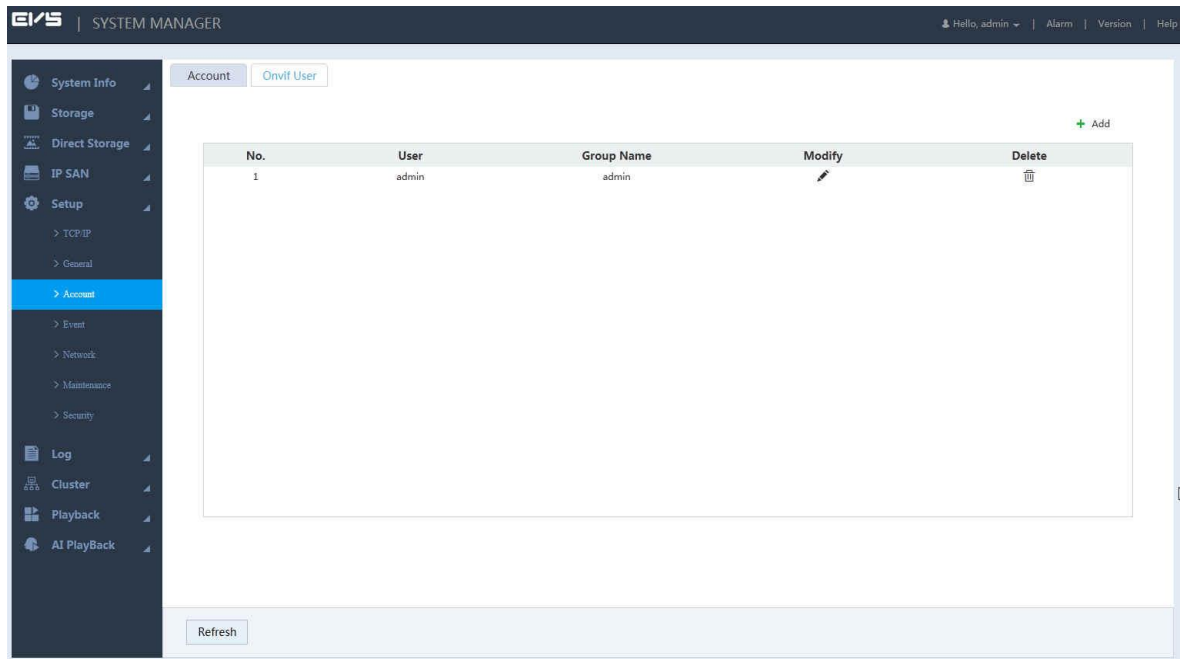 EVS | SYSTEM MANAGER
Hello, admin | Alarm | Version | Help
Account Onvif User
System Info
Storage
Direct Storage
IP SAN
Setup
> TCP/IP
> General
> Account
> Event
> Network
> Maintenance
> Security
Log
Cluster
Playback
AI PlayBack
+ Add
No. User Group Name Modify Delete
1 admin admin
Refresh